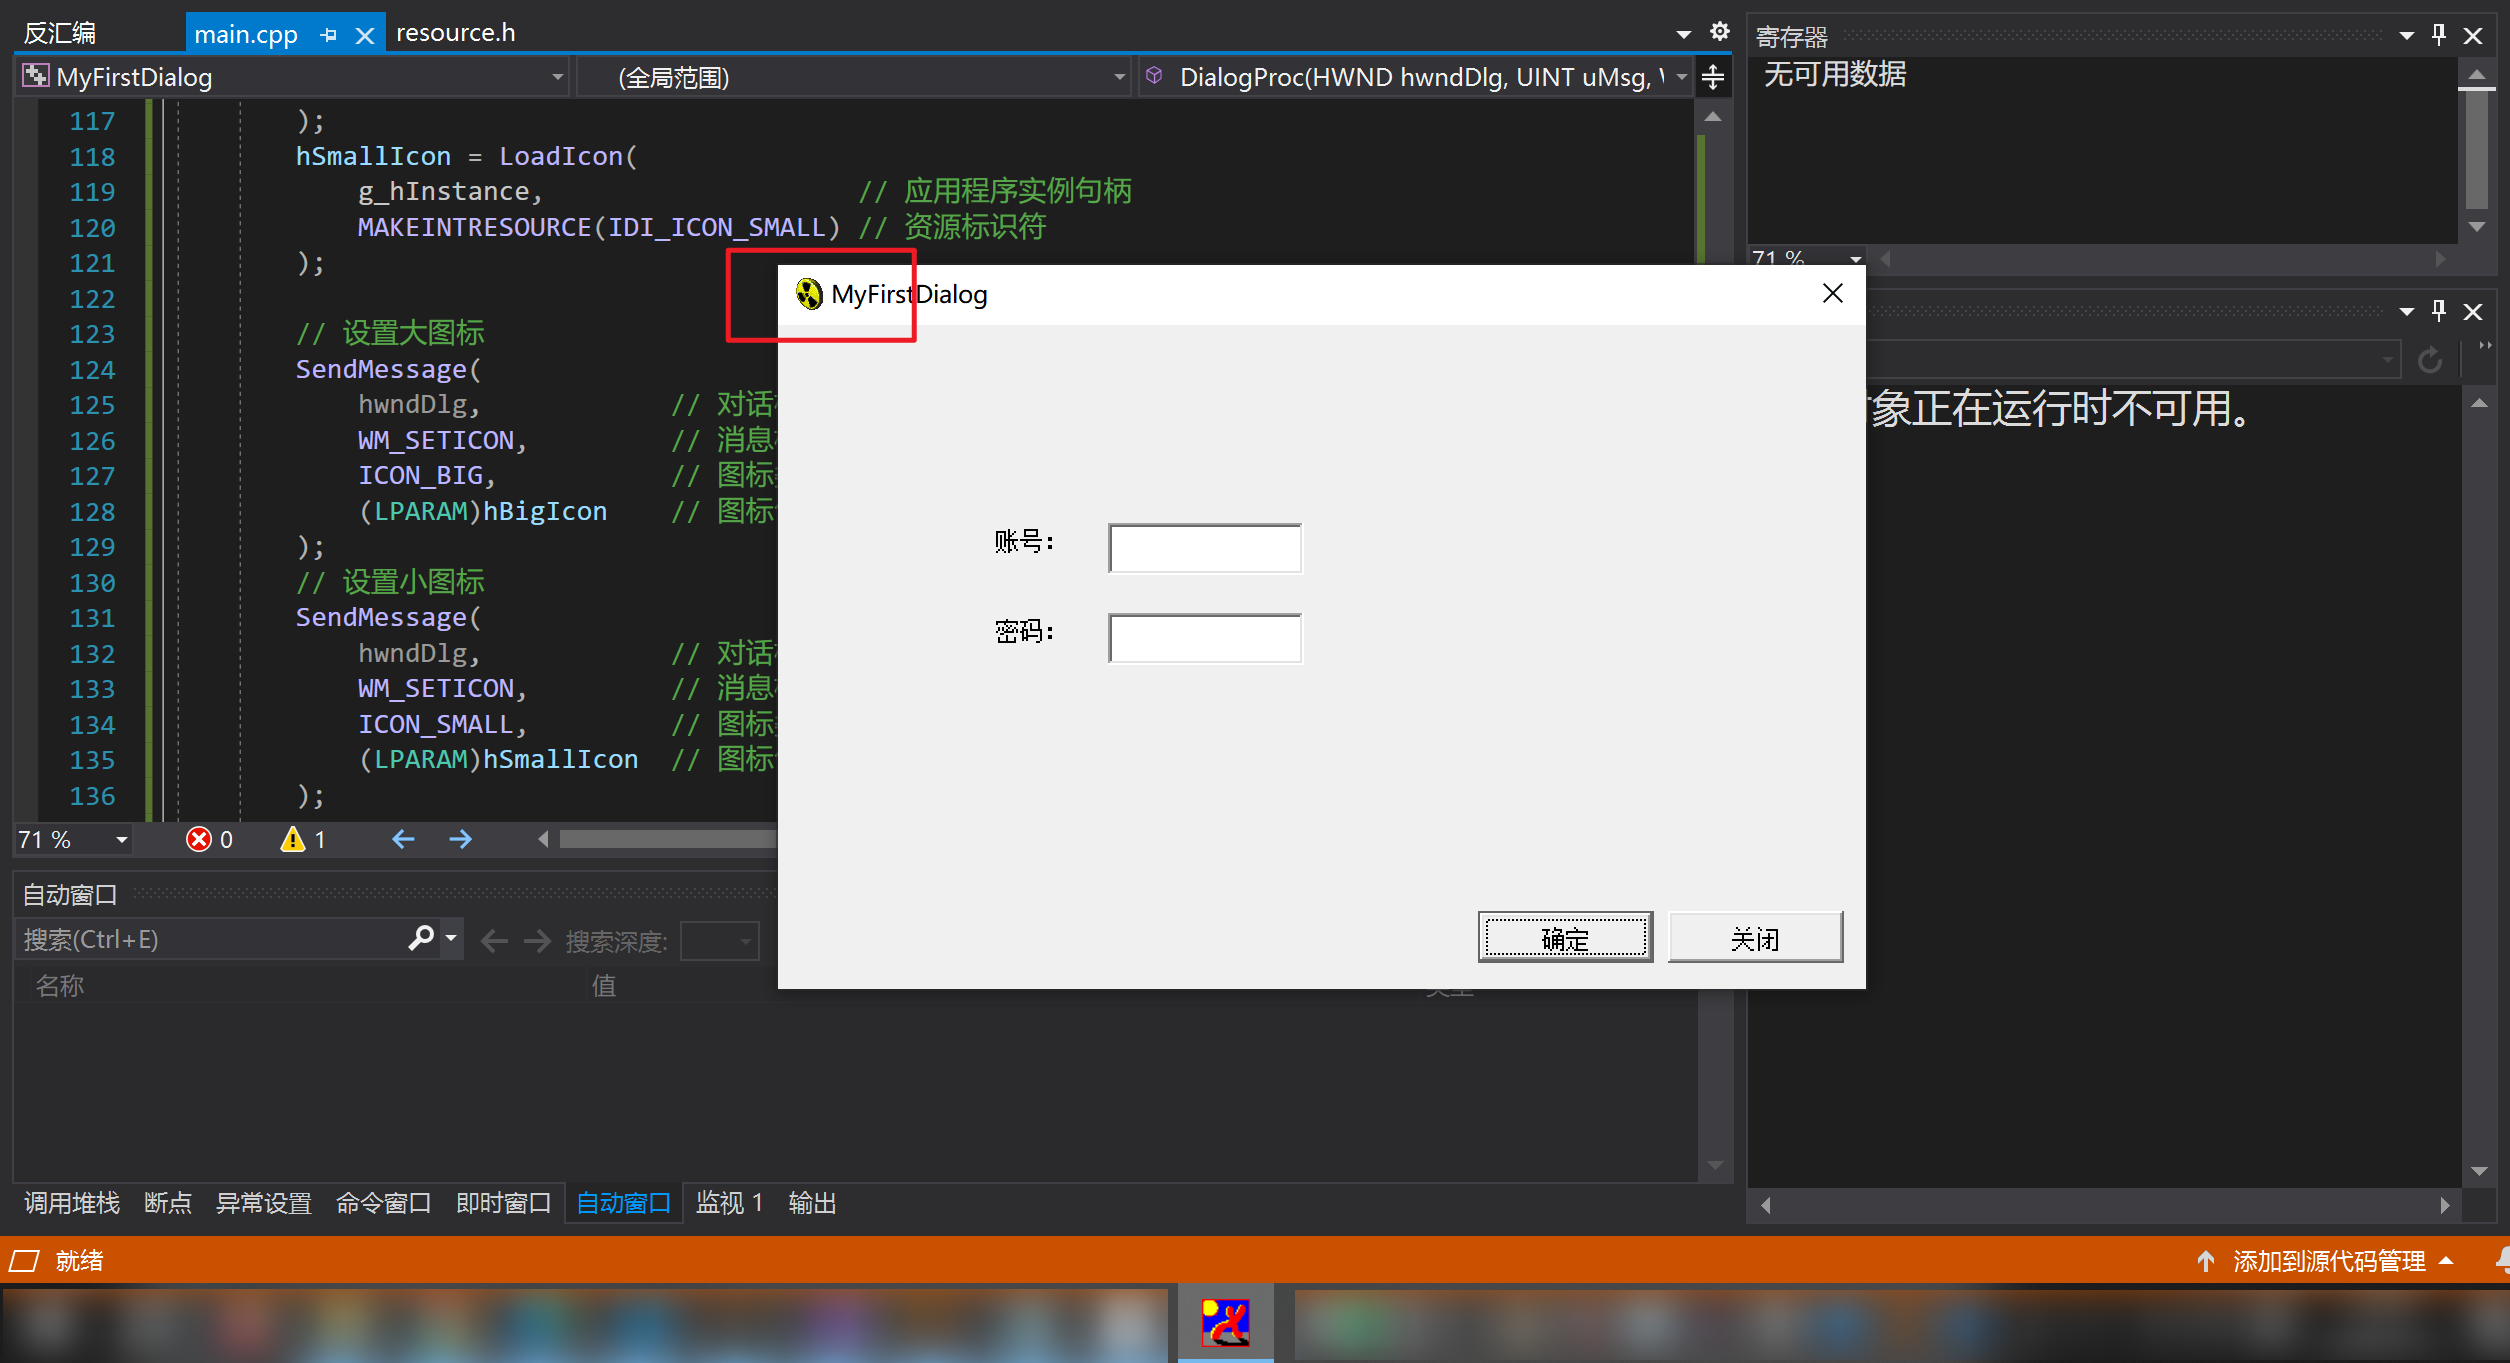 反汇编
main.cpp
resource.h
MyFirstDialog
(全局范围)
DialogProc(HWND hwndDlg, UINT uMsg,
117 );
118 hSmallIcon = LoadIcon(
119 g_hInstance, // 应用程序实例句柄
120 MAKEINTRESOURCE(IDI_ICON_SMALL) // 资源标识符
121 );
122
123 // 设置大图标
124 SendMessage(
125 hwndDlg, // 对话
126 WM_SETICON, // 消息
127 ICON_BIG, // 图标
128 (LPARAM)hBigIcon // 图标
129 );
130 // 设置小图标
131 SendMessage(
132 hwndDlg, // 对话
133 WM_SETICON, // 消息
134 ICON_SMALL, // 图标
135 (LPARAM)hSmallIcon // 图标
136 );
71 %
0
1
自动窗口
搜索(Ctrl+E)
搜索深度:
名称
值
调用堆栈
断点
异常设置
命令窗口
即时窗口
自动窗口
监视 1
输出
寄存器
无可用数据
71 %
象正在运行时不可用。
MyFirstDialog
账号:
密码:
确定
关闭
就绪
添加到源代码管理